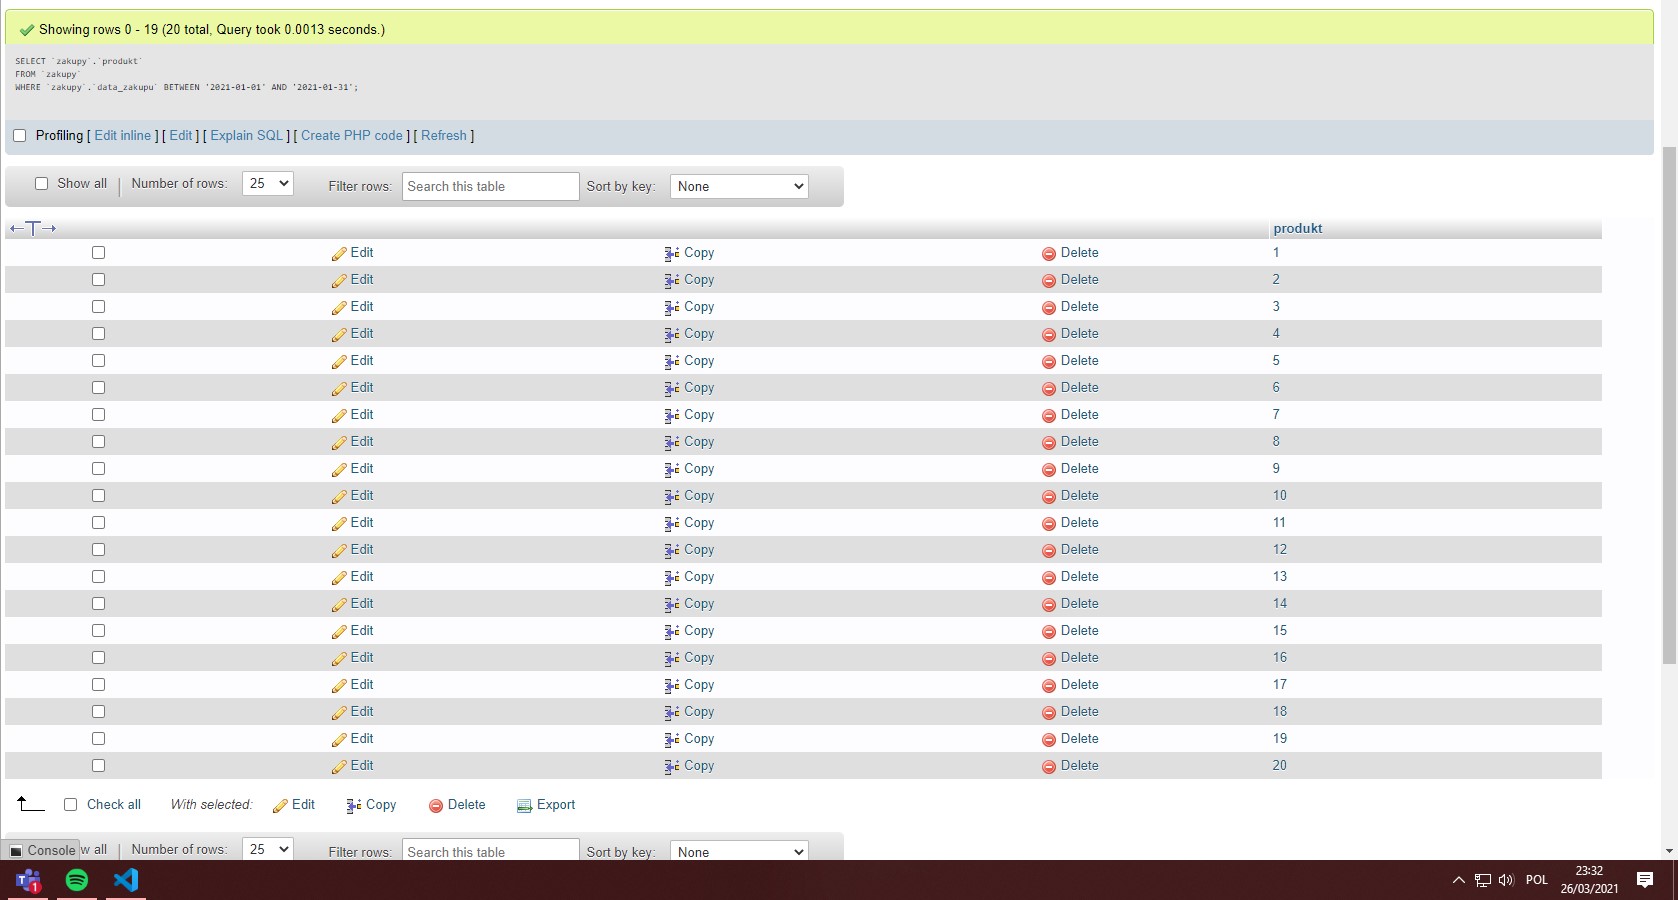 Showing rows 0 - 19 (20 total, Query took 0.0013 seconds.)
SELECT `zakupy`.`produkt`
FROM `zakupy`
WHERE `zakupy`.`data_zakupu` BETWEEN '2021-01-01' AND '2021-01-31';
Profiling [ Edit inline ] [ Edit ] [ Explain SQL ] [ Create PHP code ] [ Refresh ]
Show all | Number of rows: 25 Filter rows: Search this table Sort by key: None
←T→ produkt
Edit Copy Delete 1
Edit Copy Delete 2
Edit Copy Delete 3
Edit Copy Delete 4
Edit Copy Delete 5
Edit Copy Delete 6
Edit Copy Delete 7
Edit Copy Delete 8
Edit Copy Delete 9
Edit Copy Delete 10
Edit Copy Delete 11
Edit Copy Delete 12
Edit Copy Delete 13
Edit Copy Delete 14
Edit Copy Delete 15
Edit Copy Delete 16
Edit Copy Delete 17
Edit Copy Delete 18
Edit Copy Delete 19
Edit Copy Delete 20
Check all With selected: Edit Copy Delete Export
Console w all | Number of rows: 25 Filter rows: Search this table Sort by key: None
T 1 POL 23:32
26/03/2021